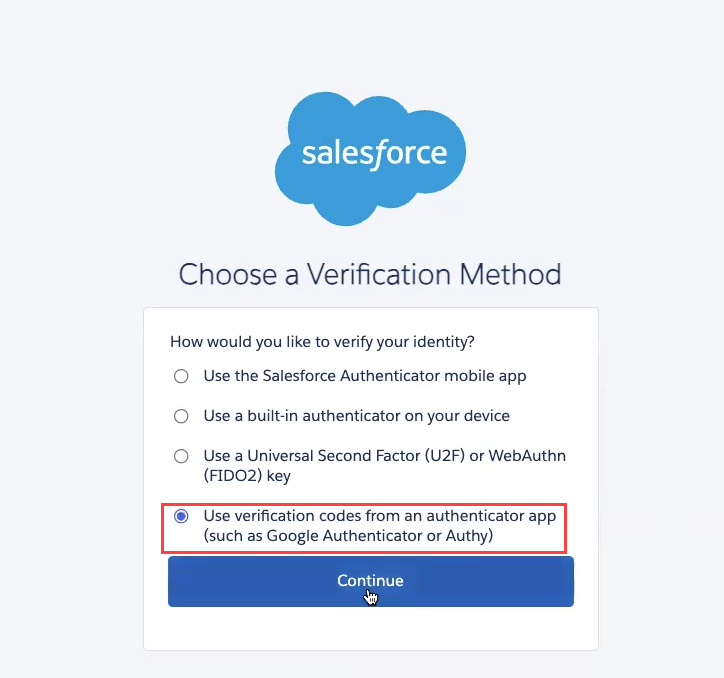 salesforce
Choose a Verification Method
How would you like to verify your identity?
Use the Salesforce Authenticator mobile app
Use a built-in authenticator on your device
Use a Universal Second Factor (U2F) or WebAuthn
(FIDO2) key
Use verification codes from an authenticator app
(such as Google Authenticator or Authy)
Continue